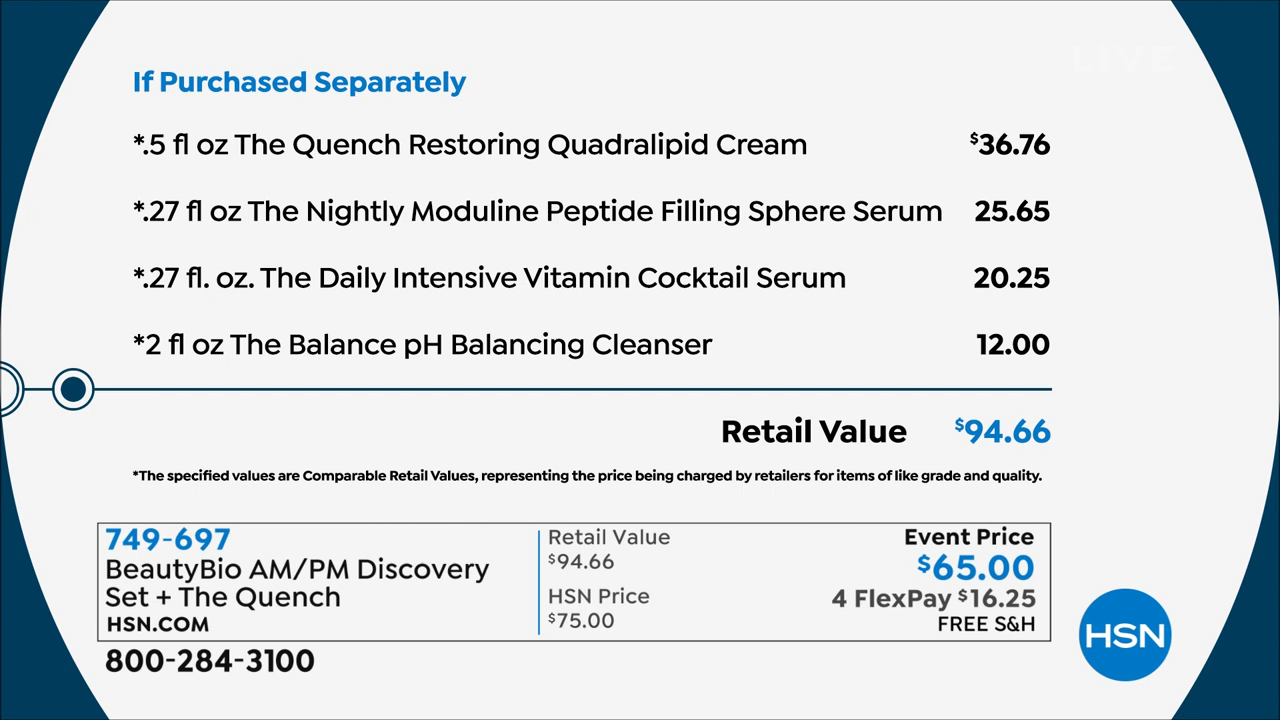 LIVE
If Purchased Separately
*.5 fl oz The Quench Restoring Quadralipid Cream $36.76
*.27 fl oz The Nightly Moduline Peptide Filling Sphere Serum 25.65
*.27 fl. oz. The Daily Intensive Vitamin Cocktail Serum 20.25
*2 fl oz The Balance pH Balancing Cleanser 12.00
Retail Value $94.66
*The specified values are Comparable Retail Values, representing the price being charged by retailers for items of like grade and quality.
749-697
BeautyBio AM/PM Discovery
Set + The Quench
HSN.COM
Retail Value
$94.66
HSN Price
$75.00
Event Price
$65.00
4 FlexPay $16.25
FREE S&H
800-284-3100
HSN